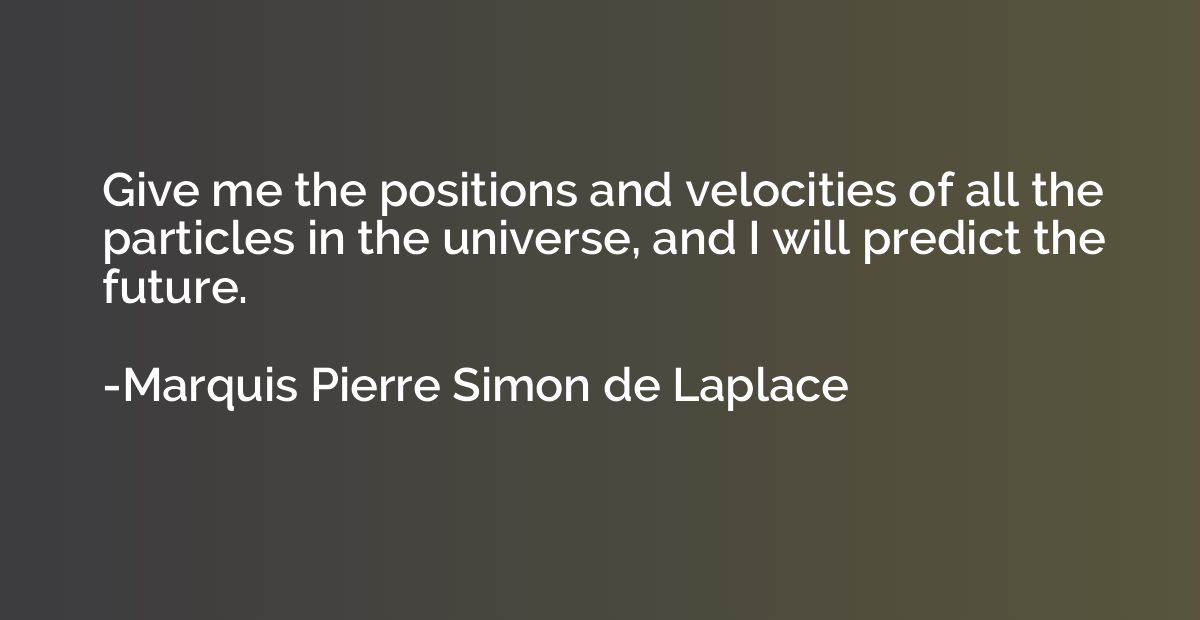 Give me the positions and velocities of all the
particles in the universe, and I will predict the
future.
-Marquis Pierre Simon de Laplace